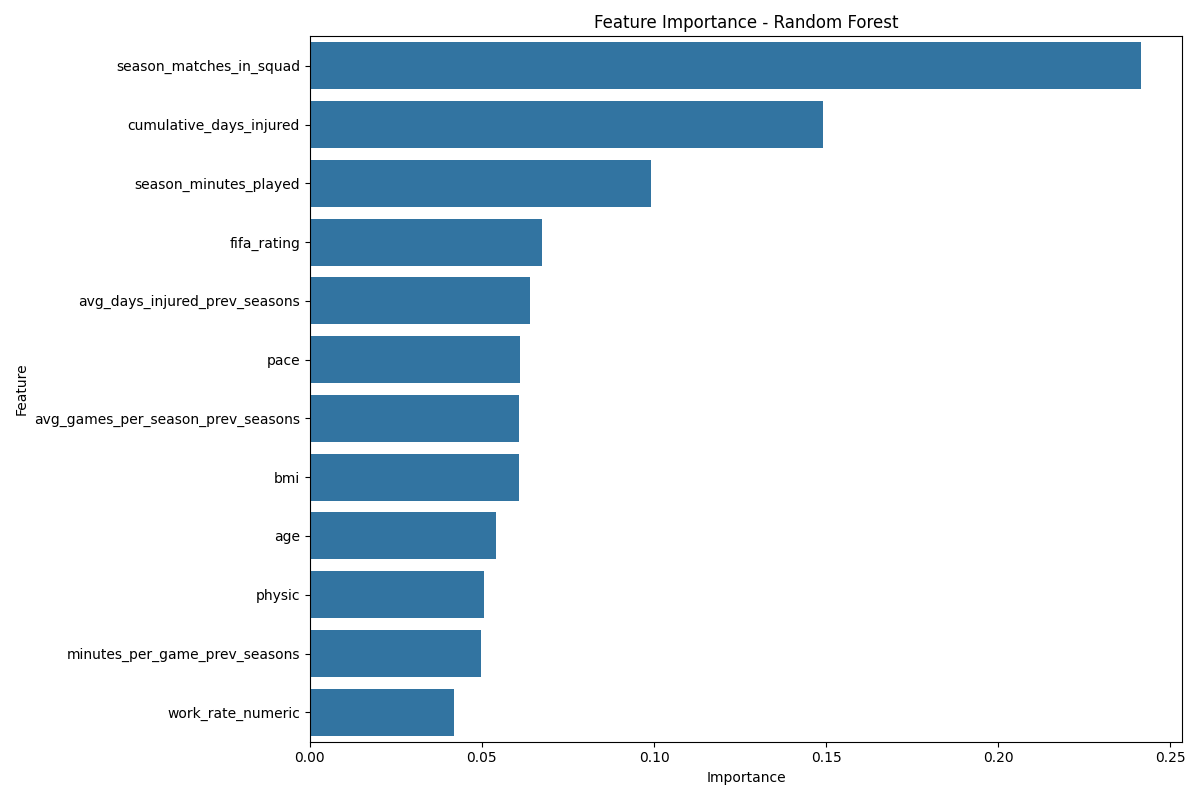 Feature Importance - Random Forest
season_matches_in_squad
cumulative_days_injured
season_minutes_played
fifa_rating
avg_days_injured_prev_seasons
pace
avg_games_per_season_prev_seasons
bmi
age
physic
minutes_per_game_prev_seasons
work_rate_numeric
Feature
0.00 0.05 0.10 0.15 0.20 0.25
Importance